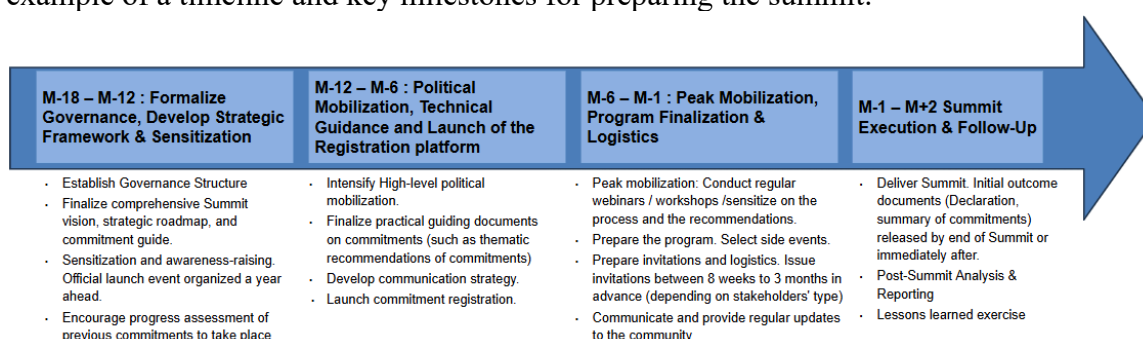 example of a timeline and key milestones for preparing the summit.
M-18 – M-12 : Formalize
Governance, Develop Strategic
Framework & Sensitization
M-12 – M-6 : Political
Mobilization, Technical
Guidance and Launch of the
Registration platform
M-6 – M-1 : Peak Mobilization,
Program Finalization &
Logistics
M-1 – M+2 Summit
Execution & Follow-Up
· Establish Governance Structure
· Finalize comprehensive Summit
vision, strategic roadmap, and
commitment guide.
· Sensitization and awareness-raising.
Official launch event organized a year
ahead.
· Encourage progress assessment of
previous commitments to take place
· Intensify High-level political
mobilization.
· Finalize practical guiding documents
on commitments (such as thematic
recommendations of commitments)
· Develop communication strategy.
· Launch commitment registration.
· Peak mobilization: Conduct regular
webinars / workshops /sensitize on the
process and the recommendations.
· Prepare the program. Select side events.
· Prepare invitations and logistics. Issue
invitations between 8 weeks to 3 months in
advance (depending on stakeholders' type)
· Communicate and provide regular updates
to the community
· Deliver Summit. Initial outcome
documents (Declaration,
summary of commitments)
released by end of Summit or
immediately after.
· Post-Summit Analysis &
Reporting
· Lessons learned exercise